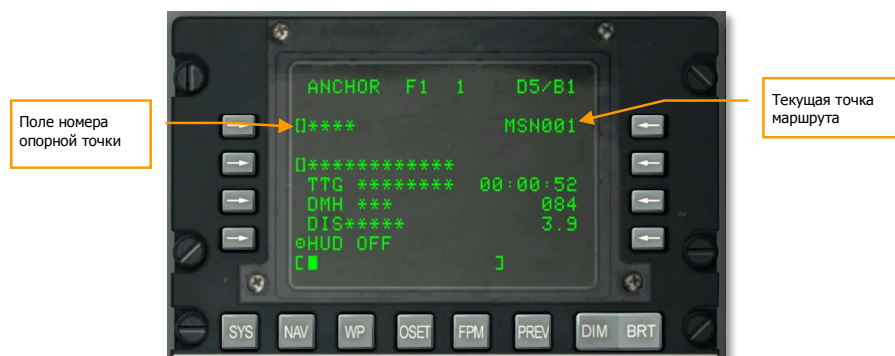 ANCHOR F1 1 D5/B1
[]**** MSN001
[]*************
TTG ******** 00:00:52
DMH *** 084
DIS***** 3.9
⊙HUD OFF
[█ ]
Поле номера
опорной точки
Текущая точка
маршрута
SYS NAV WP OSET FPM PREV DIM BRT